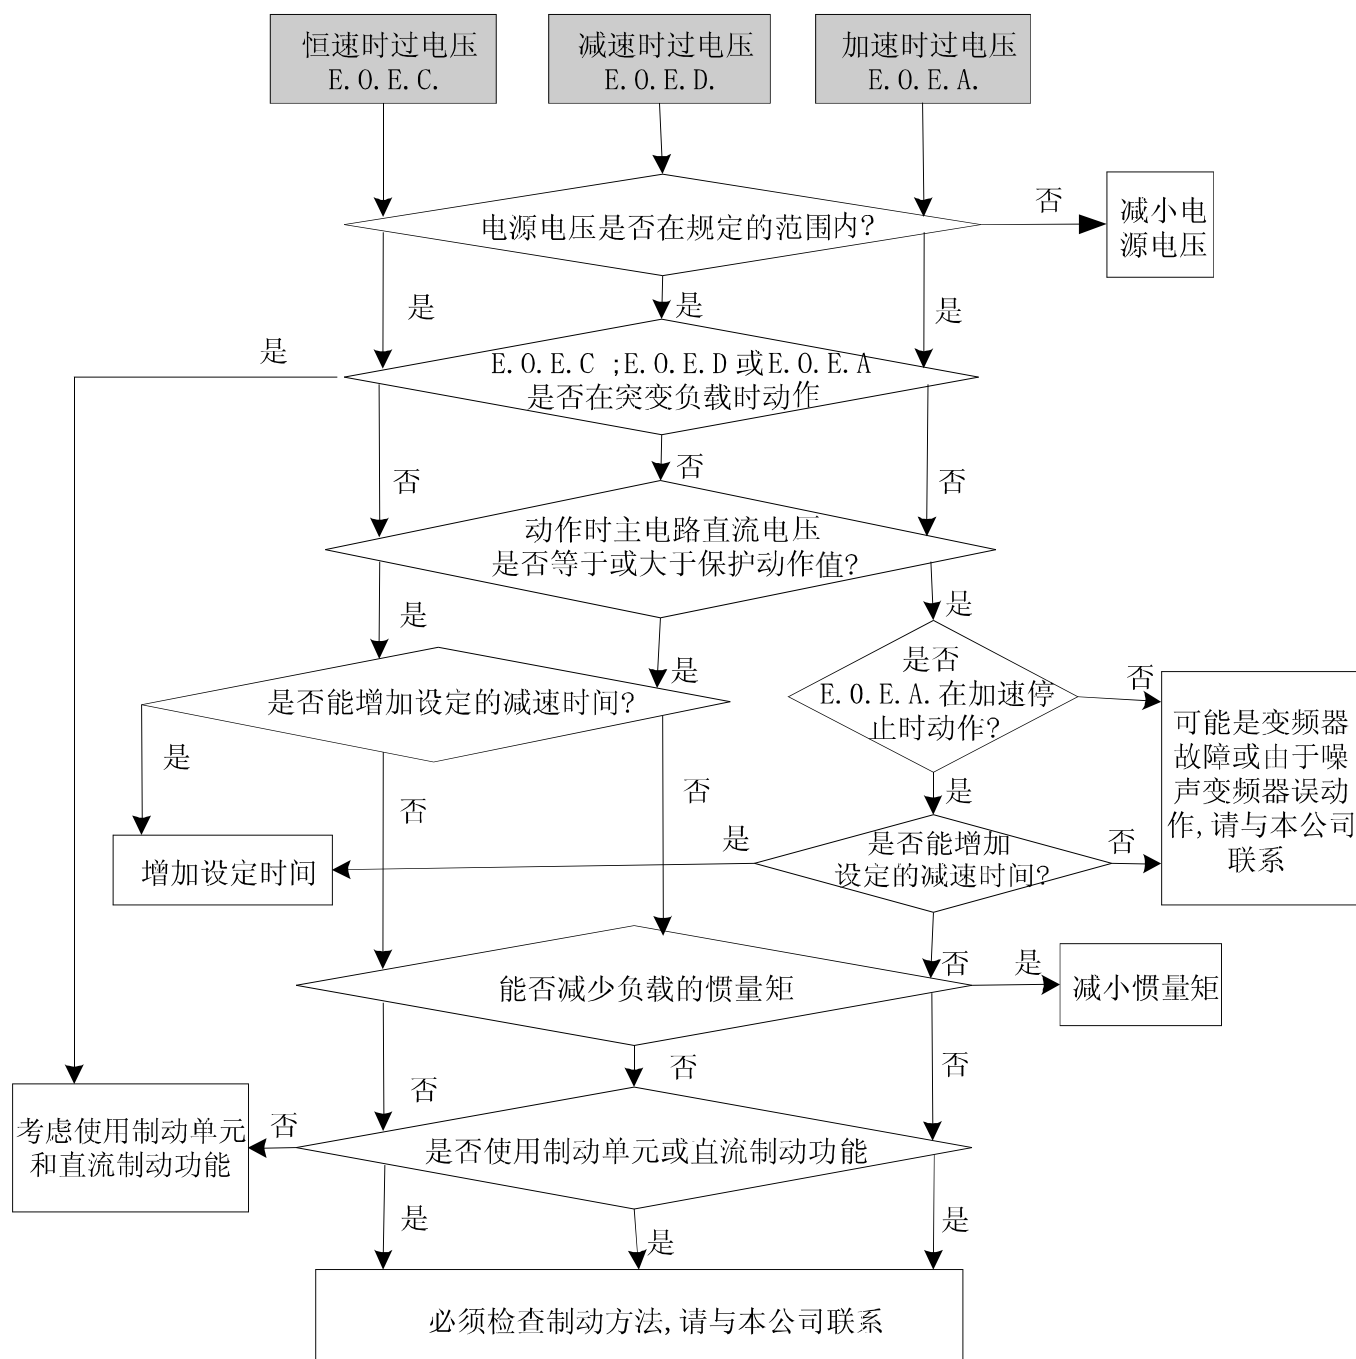 恒速时过电压
E.O.E.C.
减速时过电压
E.O.E.D.
加速时过电压
E.O.E.A.
电源电压是否在规定的范围内?
否
减小电
源电压
是
是
是
是
E.O.E.C ;E.O.E.D 或E.O.E.A
是否在突变负载时动作
否
否
否
动作时主电路直流电压
是否等于或大于保护动作值?
是
是
是
是否能增加设定的减速时间?
是否
E.O.E.A.在加速停
止时动作?
否
可能是变频器
故障或由于噪
声变频器误动
作,请与本公司
联系
是
否
否
是
是
是否能增加
设定的减速时间?
否
增加设定时间
否
能否减少负载的惯量矩
是
减小惯量矩
否
否
否
考虑使用制动单元
和直流制动功能
否
是否使用制动单元或直流制动功能
是
是
是
必须检查制动方法,请与本公司联系